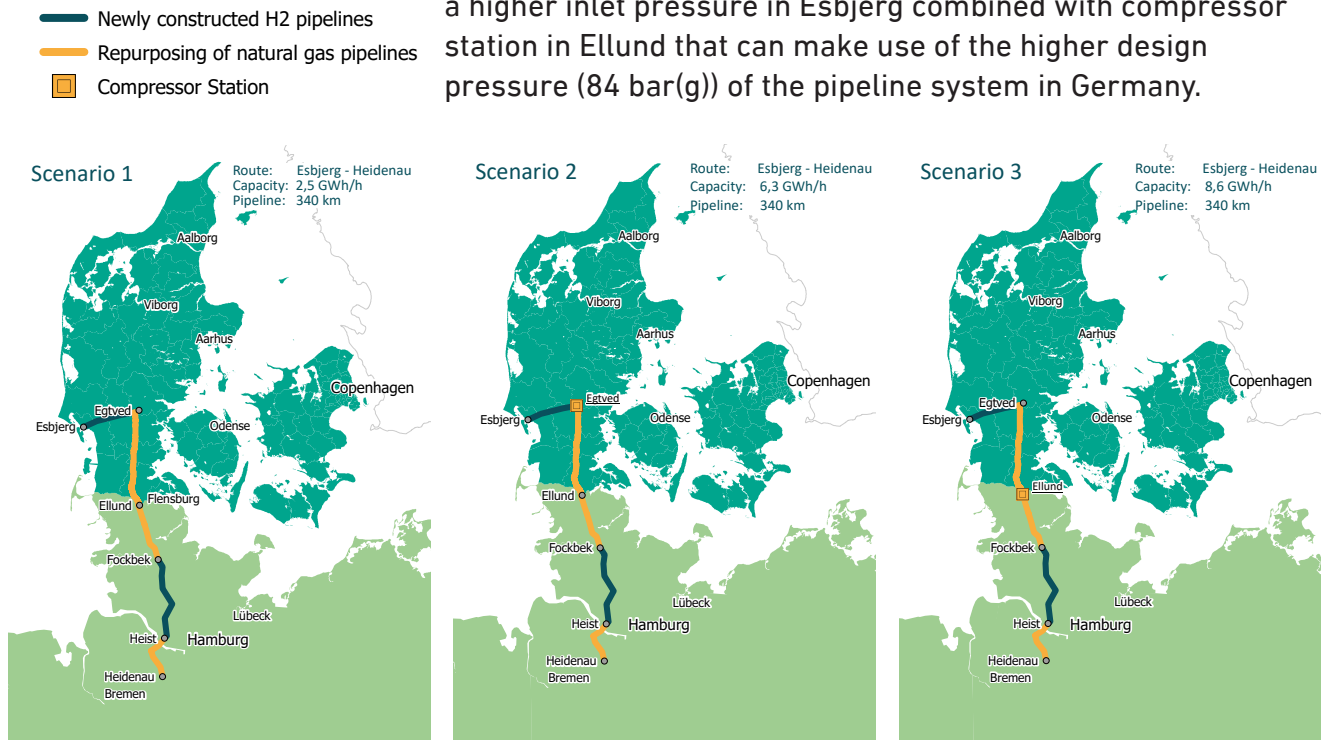 Newly constructed H2 pipelines
Repurposing of natural gas pipelines
Compressor Station
a higher inlet pressure in Esbjerg combined with compressor
station in Ellund that can make use of the higher design
pressure (84 bar(g)) of the pipeline system in Germany.
Scenario 1
Route: Esbjerg - Heidenau
Capacity: 2,5 GWh/h
Pipeline: 340 km
Aalborg
Viborg
Aarhus
Copenhagen
Egtved
Esbjerg
Odense
Flensburg
Ellund
Fockbek
Lübeck
Heist
Hamburg
Heidenau
Bremen
Scenario 2
Route: Esbjerg - Heidenau
Capacity: 6,3 GWh/h
Pipeline: 340 km
Aalborg
Viborg
Aarhus
Copenhagen
Egtved
Esbjerg
Odense
Ellund
Fockbek
Lübeck
Heist
Hamburg
Heidenau
Bremen
Scenario 3
Route: Esbjerg - Heidenau
Capacity: 8,6 GWh/h
Pipeline: 340 km
Aalborg
Viborg
Aarhus
Copenhagen
Egtved
Esbjerg
Odense
Ellund
Fockbek
Lübeck
Heist
Hamburg
Heidenau
Bremen